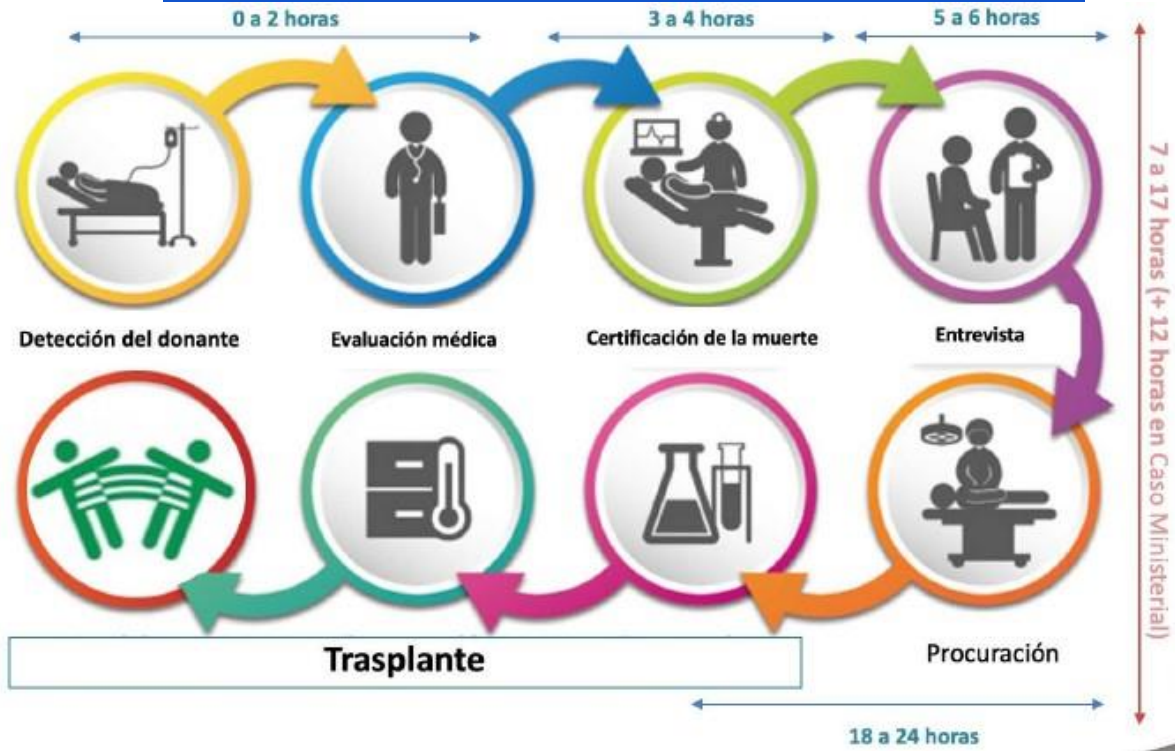 0 a 2 horas
3 a 4 horas
5 a 6 horas
Detección del donante
Evaluación médica
Certificación de la muerte
Entrevista
7 a 17 horas (+ 12 horas en Caso Ministerial)
Trasplante
Procuración
18 a 24 horas